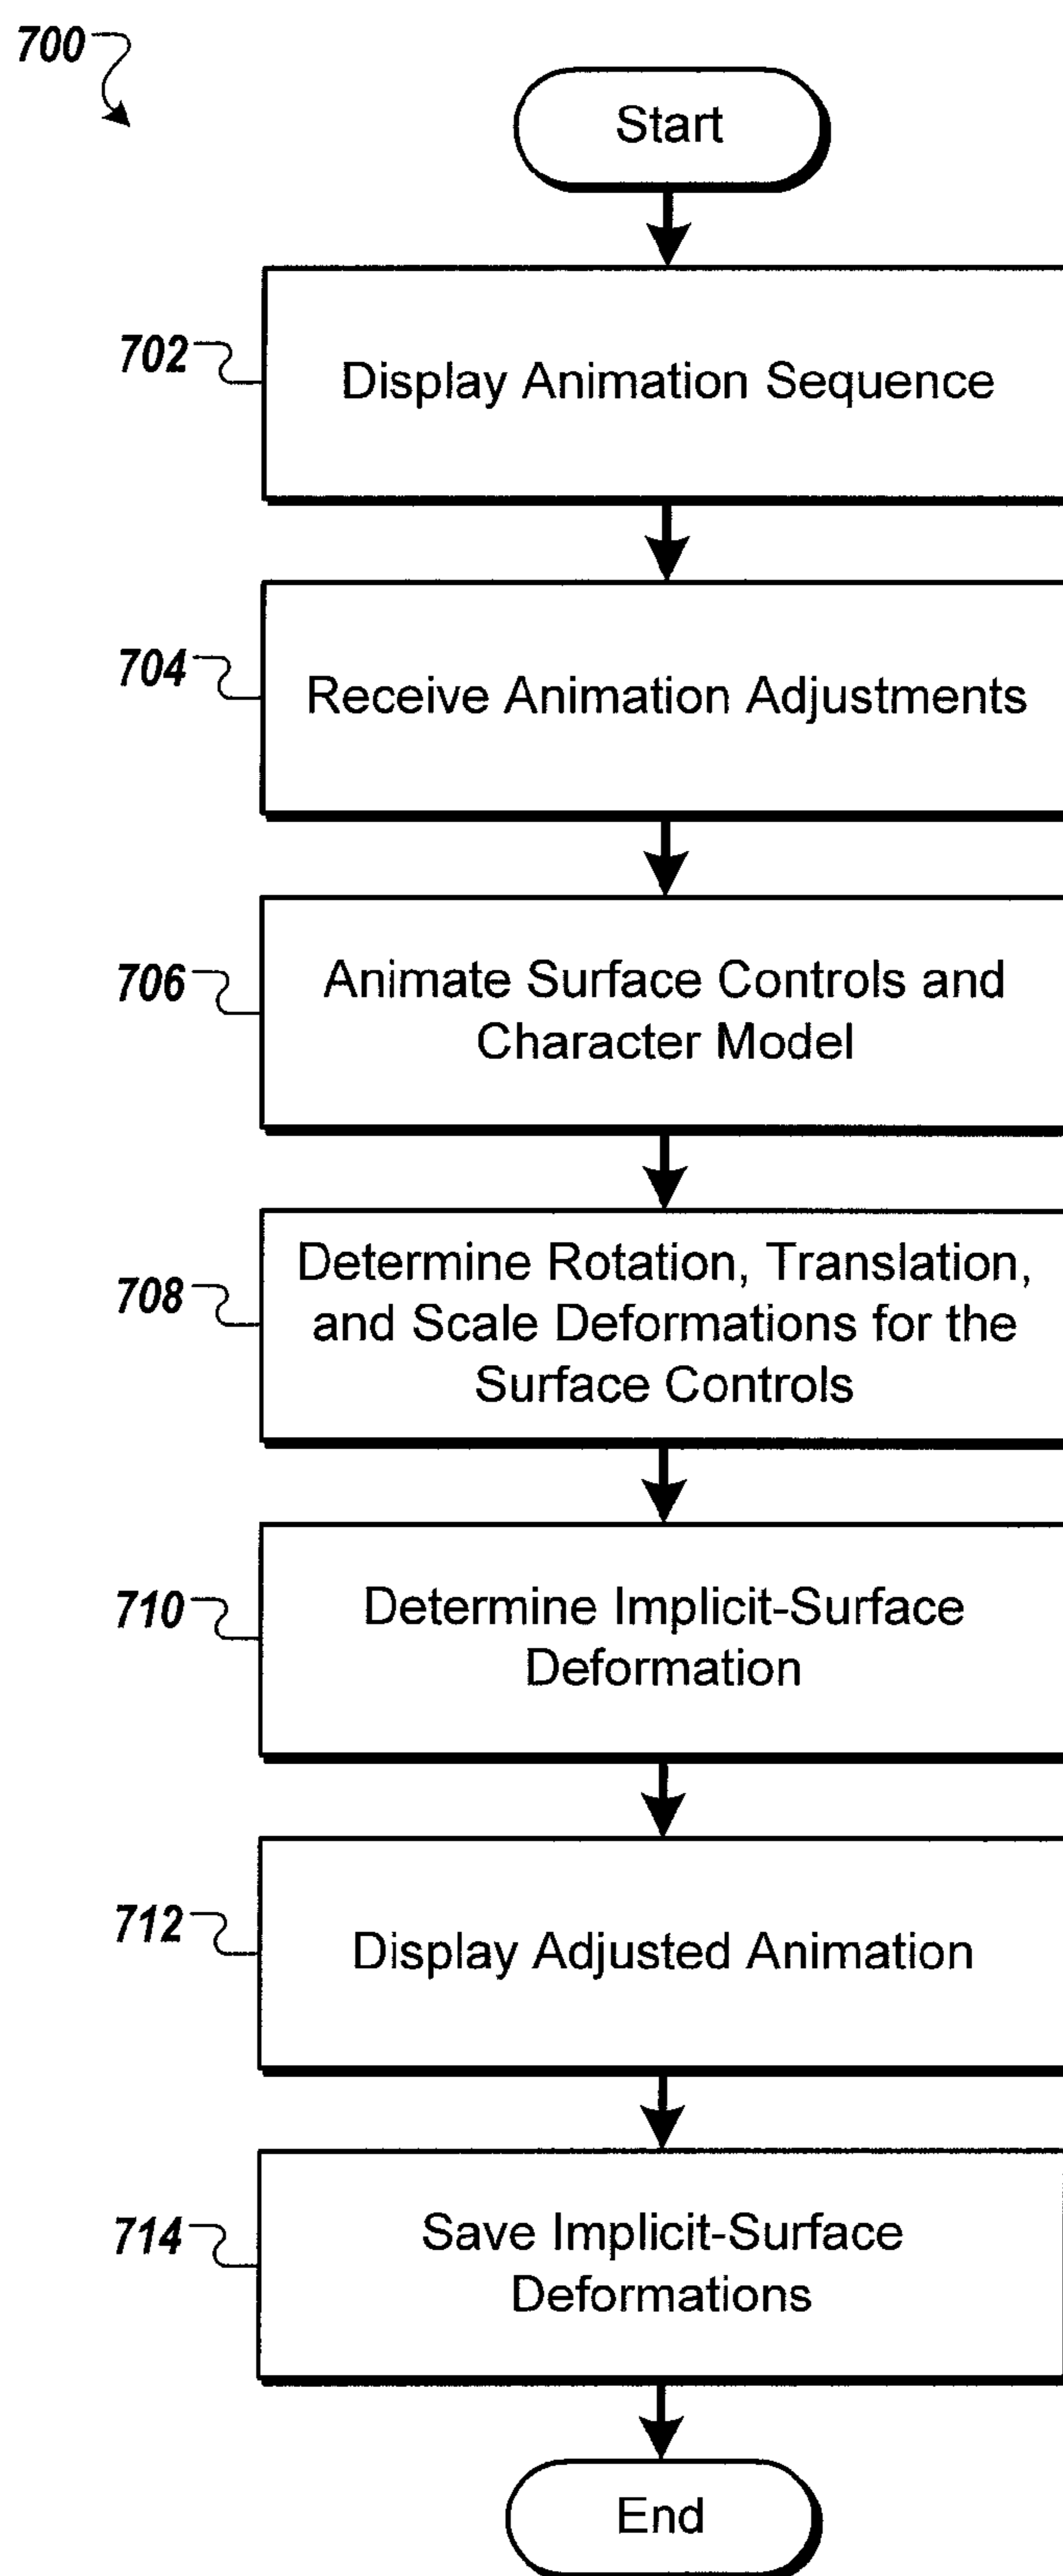 700
Start
702
Display Animation Sequence
704
Receive Animation Adjustments
706
Animate Surface Controls and
Character Model
708
Determine Rotation, Translation,
and Scale Deformations for the
Surface Controls
710
Determine Implicit-Surface
Deformation
712
Display Adjusted Animation
714
Save Implicit-Surface
Deformations
End